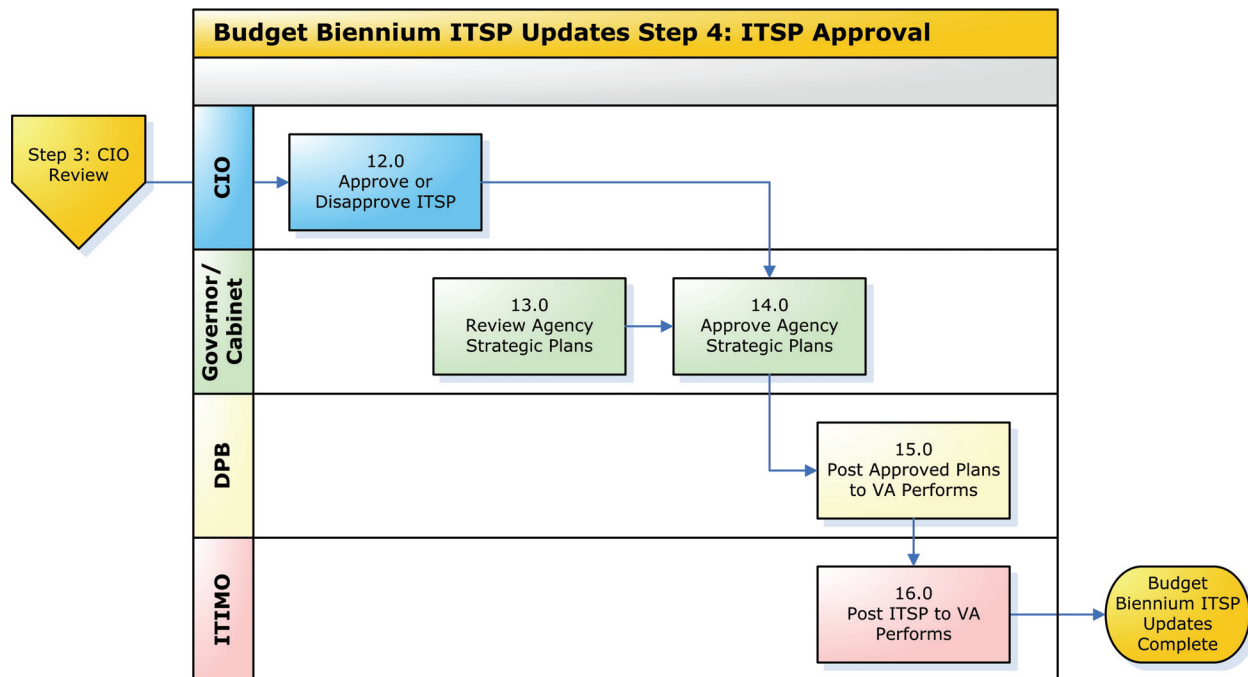 Budget Biennium ITSP Updates Step 4: ITSP Approval
Step 3: CIO
Review
CIO
12.0
Approve or
Disapprove ITSP
Governor/
Cabinet
13.0
Review Agency
Strategic Plans
14.0
Approve Agency
Strategic Plans
DPB
15.0
Post Approved Plans
to VA Performs
ITIMO
16.0
Post ITSP to VA
Performs
Budget
Biennium ITSP
Updates
Complete